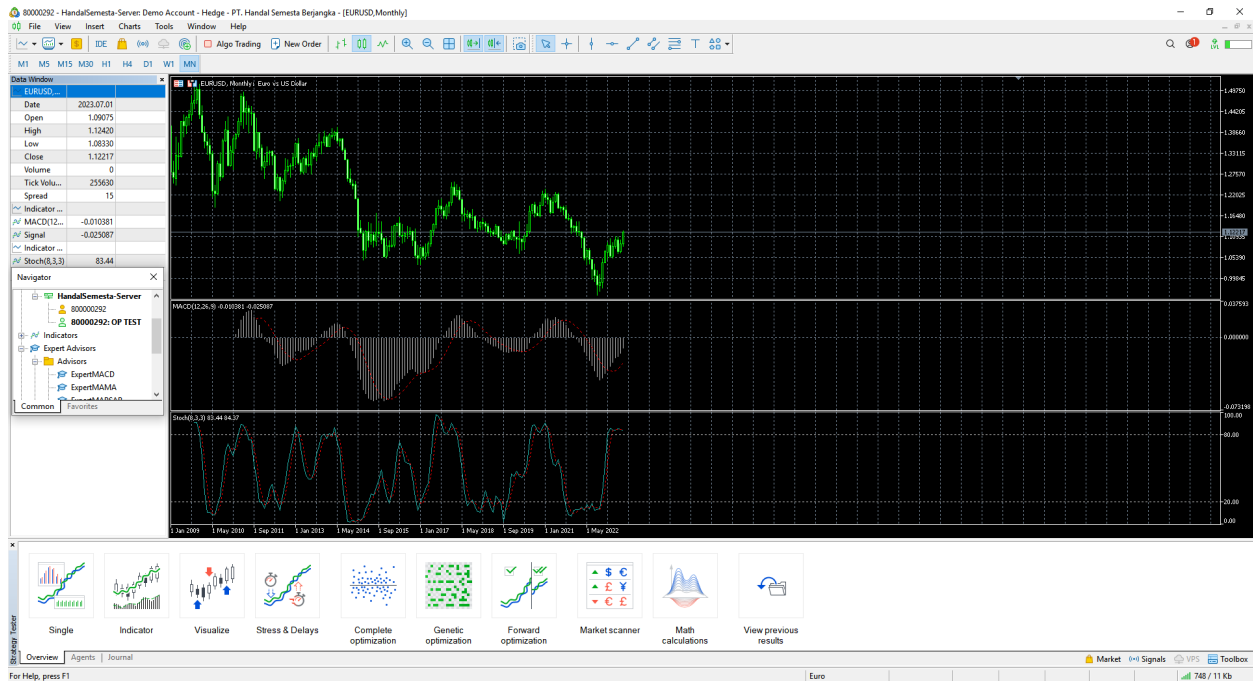 80000292 - HandalSemesta-Server: Demo Account - Hedge - PT. Handal Semesta Berjangka - [EURUSD,Monthly]
File View Insert Charts Tools Window Help
IDE Algo Trading New Order LVL
M1 M5 M15 M30 H1 H4 D1 W1 MN
Data Window
EURUSD,...
Date 2023.07.01
Open 1.09075
High 1.12420
Low 1.08330
Close 1.12217
Volume 0
Tick Volu... 255630
Spread 15
Indicator ...
MACD(12... -0.010381
Signal -0.025087
Indicator ...
Stoch(8,3,3) 83.44
Navigator
HandalSemesta-Server
800000292
80000292: OP TEST
Indicators
Expert Advisors
Advisors
ExpertMACD
ExpertMAMA
ExpertMAPSAR
Common Favorites
EURUSD, Monthly: Euro vs US Dollar
1.49750
1.44205
1.38660
1.33115
1.27570
1.22025
1.16480
1.12217
1.10935
1.05390
0.99845
MACD(12,26,9) -0.010381 -0.025087
0.037593
0.000000
-0.073198
Stoch(8,3,3) 83.44 84.37
100.00
80.00
20.00
0.00
1 Jan 2009 1 May 2010 1 Sep 2011 1 Jan 2013 1 May 2014 1 Sep 2015 1 Jan 2017 1 May 2018 1 Sep 2019 1 Jan 2021 1 May 2022
Strategy Tester
Single
Indicator
Visualize
Stress & Delays
Complete optimization
Genetic optimization
Forward optimization
Market scanner
Math calculations
View previous results
Overview Agents Journal
Market Signals VPS Toolbox
For Help, press F1 Euro 748 / 11 Kb